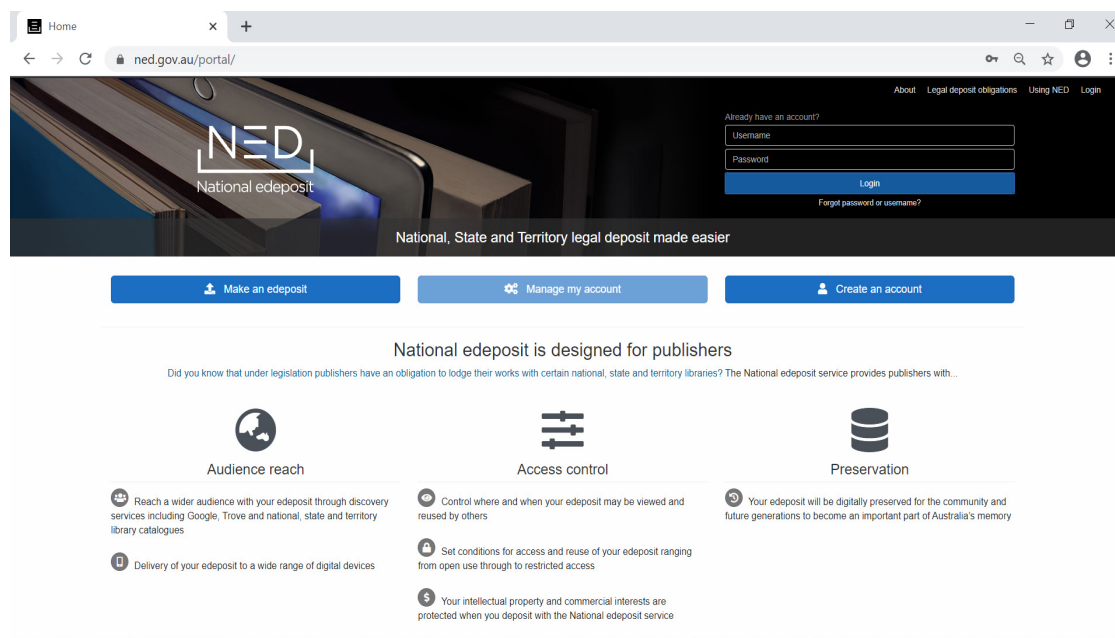 Home
ned.gov.au/portal/
About Legal deposit obligations Using NED Login
Already have an account?
Username
Password
Login
Forgot password or username?
NED
National edeposit
National, State and Territory legal deposit made easier
Make an edeposit
Manage my account
Create an account
National edeposit is designed for publishers
Did you know that under legislation publishers have an obligation to lodge their works with certain national, state and territory libraries? The National edeposit service provides publishers with...
Audience reach
Reach a wider audience with your edeposit through discovery
services including Google, Trove and national, state and territory
library catalogues
Delivery of your edeposit to a wide range of digital devices
Access control
Control where and when your edeposit may be viewed and
reused by others
Set conditions for access and reuse of your edeposit ranging
from open use through to restricted access
Your intellectual property and commercial interests are
protected when you deposit with the National edeposit service
Preservation
Your edeposit will be digitally preserved for the community and
future generations to become an important part of Australia's memory